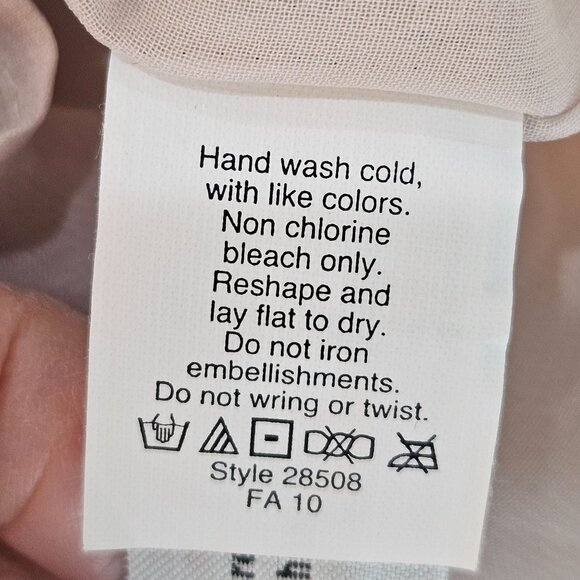 Hand wash cold,
with like colors.
Non chlorine
bleach only.
Reshape and
lay flat to dry.
Do not iron
embellishments.
Do not wring or twist.
Style 28508
FA 10